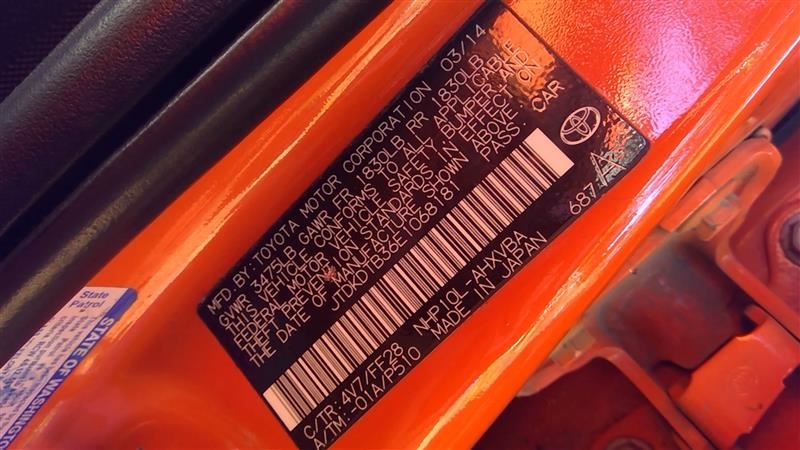 MFD BY: TOYOTA MOTOR CORPORATION 03/14
GVWR 3475LB GAWR FR 1830LB RR 1830LB
THIS VEHICLE CONFORMS TO ALL APPLICABLE
FEDERAL MOTOR VEHICLE SAFETY, BUMPER, AND
THEFT PREVENTION STANDARDS IN EFFECT ON
THE DATE OF MANUFACTURE SHOWN ABOVE.
JTDKDTB36E1068181 PASS CAR
C/TR: 4V7/FF28 NHP10L-AHXVBA 687
A/TM: -01A/P510 MADE IN JAPAN
State
Patrol
STATE OF WASHINGTON